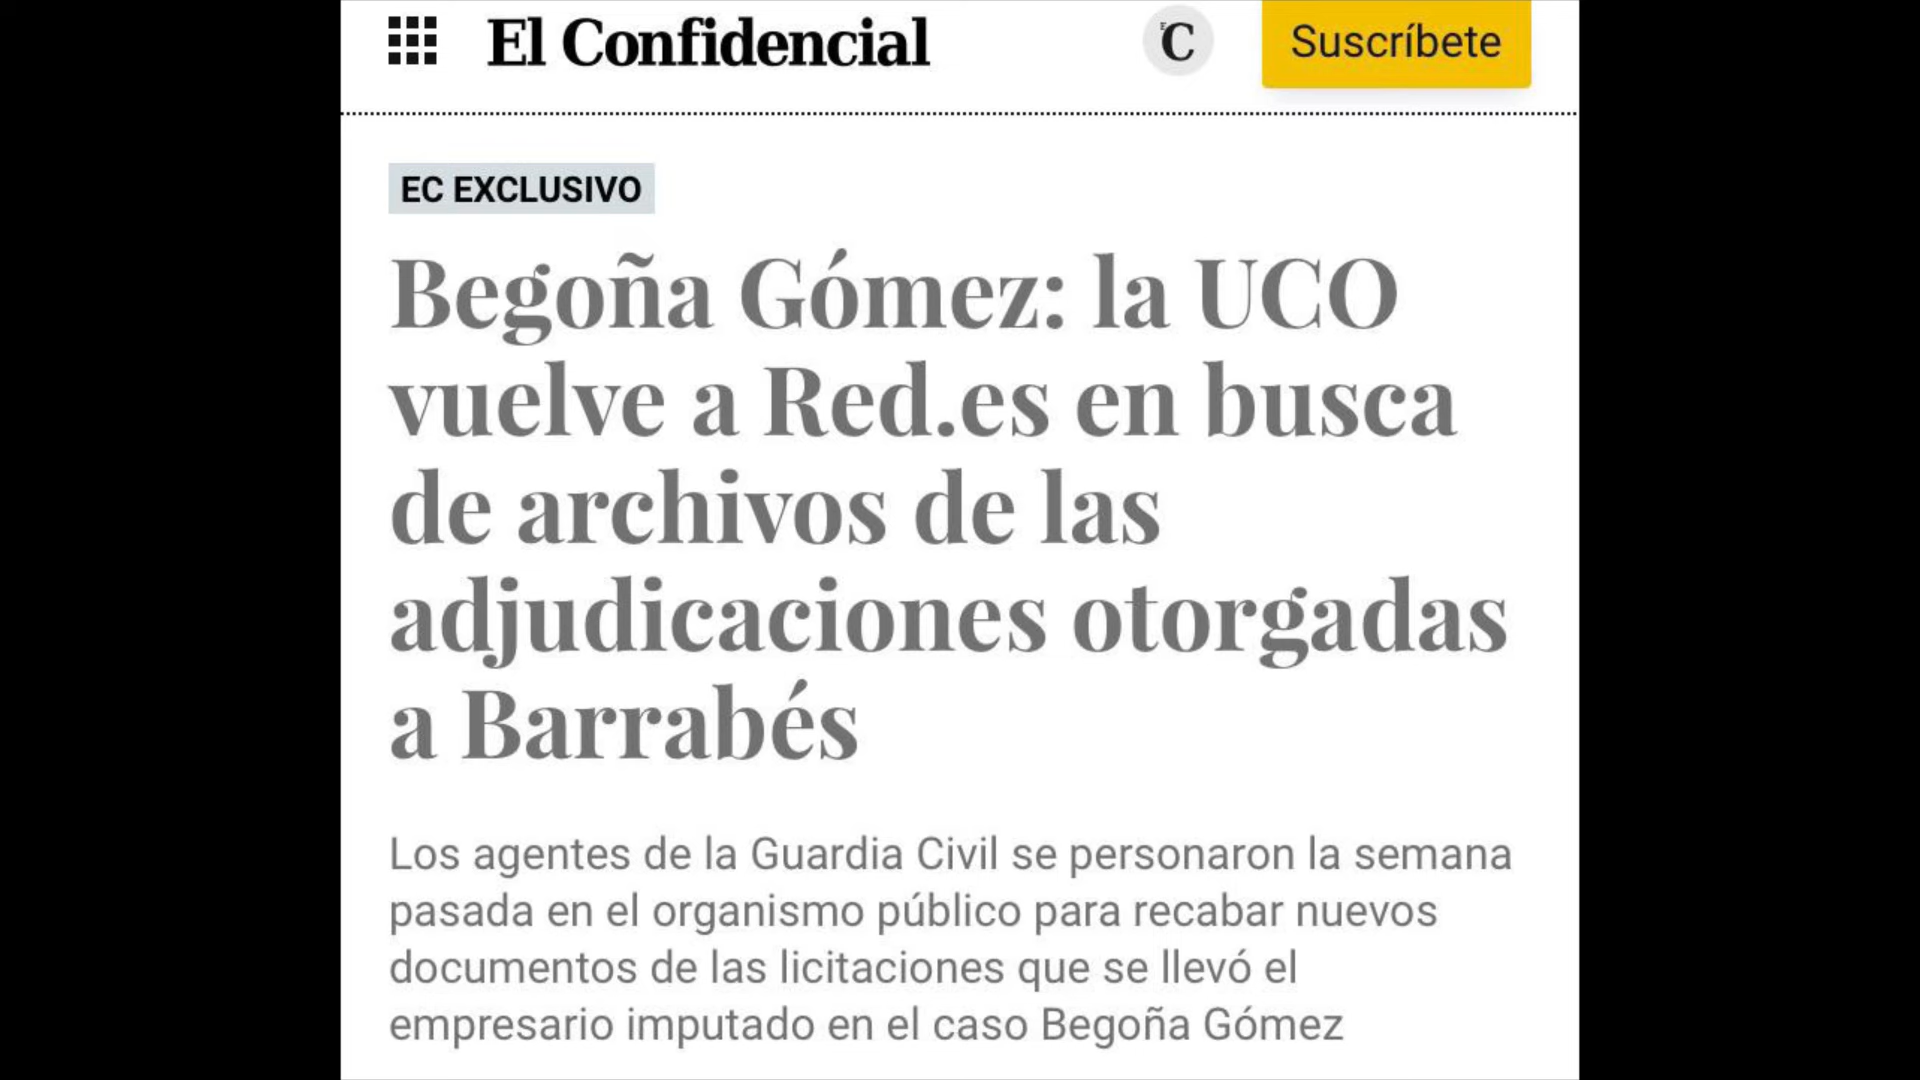 El Confidencial
C
Suscríbete
EC EXCLUSIVO
Begoña Gómez: la UCO
vuelve a Red.es en busca
de archivos de las
adjudicaciones otorgadas
a Barrabés
Los agentes de la Guardia Civil se personaron la semana
pasada en el organismo público para recabar nuevos
documentos de las licitaciones que se llevó el
empresario imputado en el caso Begoña Gómez